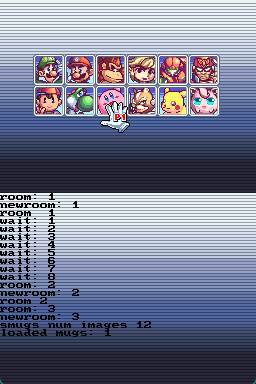 P1
room: 1
newroom: 1
room  1
wait: 1
wait: 2
wait: 3
wait: 4
wait: 5
wait: 6
wait: 7
wait: 8
room: 2
newroom: 2
room 2
room: 3
newroom: 3
smugs num images 12
loaded mugs: 1